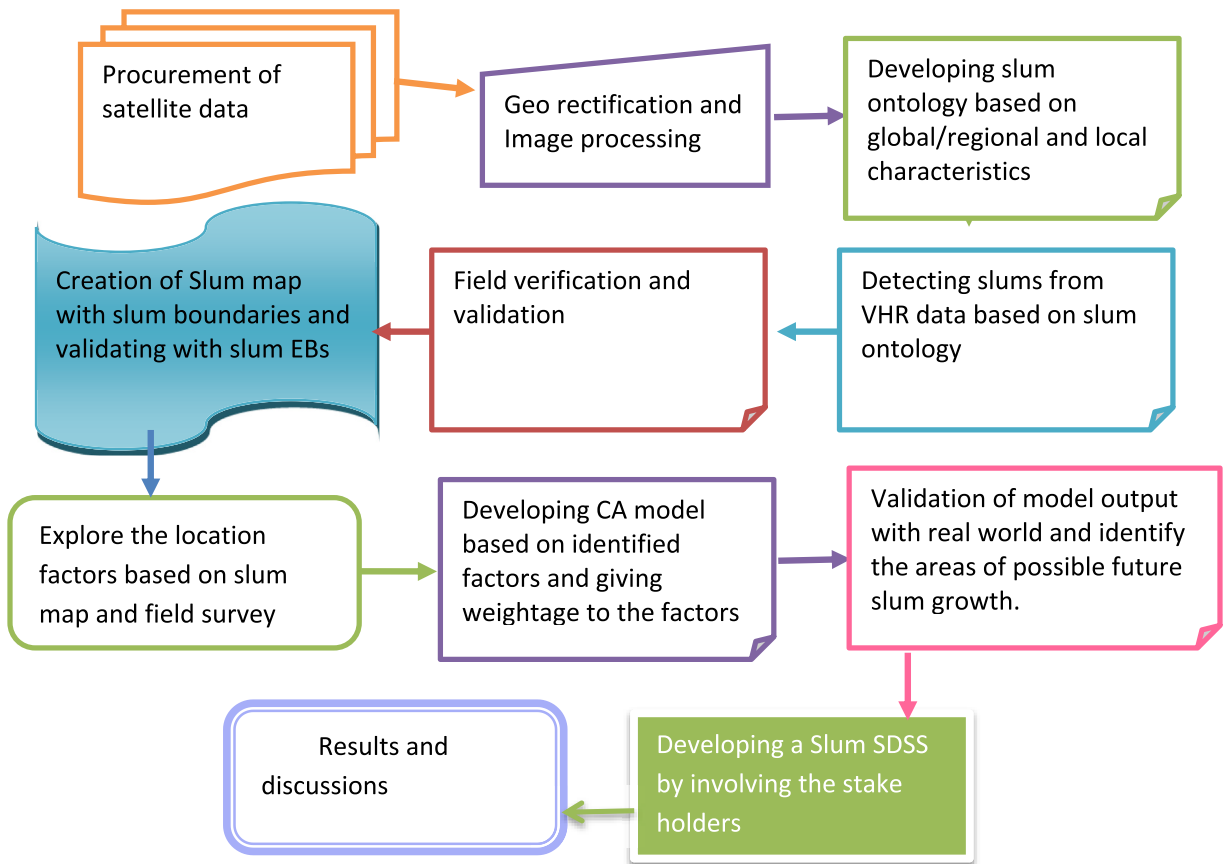 Procurement of
satellite data
Geo rectification and
Image processing
Developing slum
ontology based on
global/regional and local
characteristics
Detecting slums from
VHR data based on slum
ontology
Field verification and
validation
Creation of Slum map
with slum boundaries and
validating with slum EBs
Explore the location
factors based on slum
map and field survey
Developing CA model
based on identified
factors and giving
weightage to the factors
Validation of model output
with real world and identify
the areas of possible future
slum growth.
Developing a Slum SDSS
by involving the stake
holders
Results and
discussions